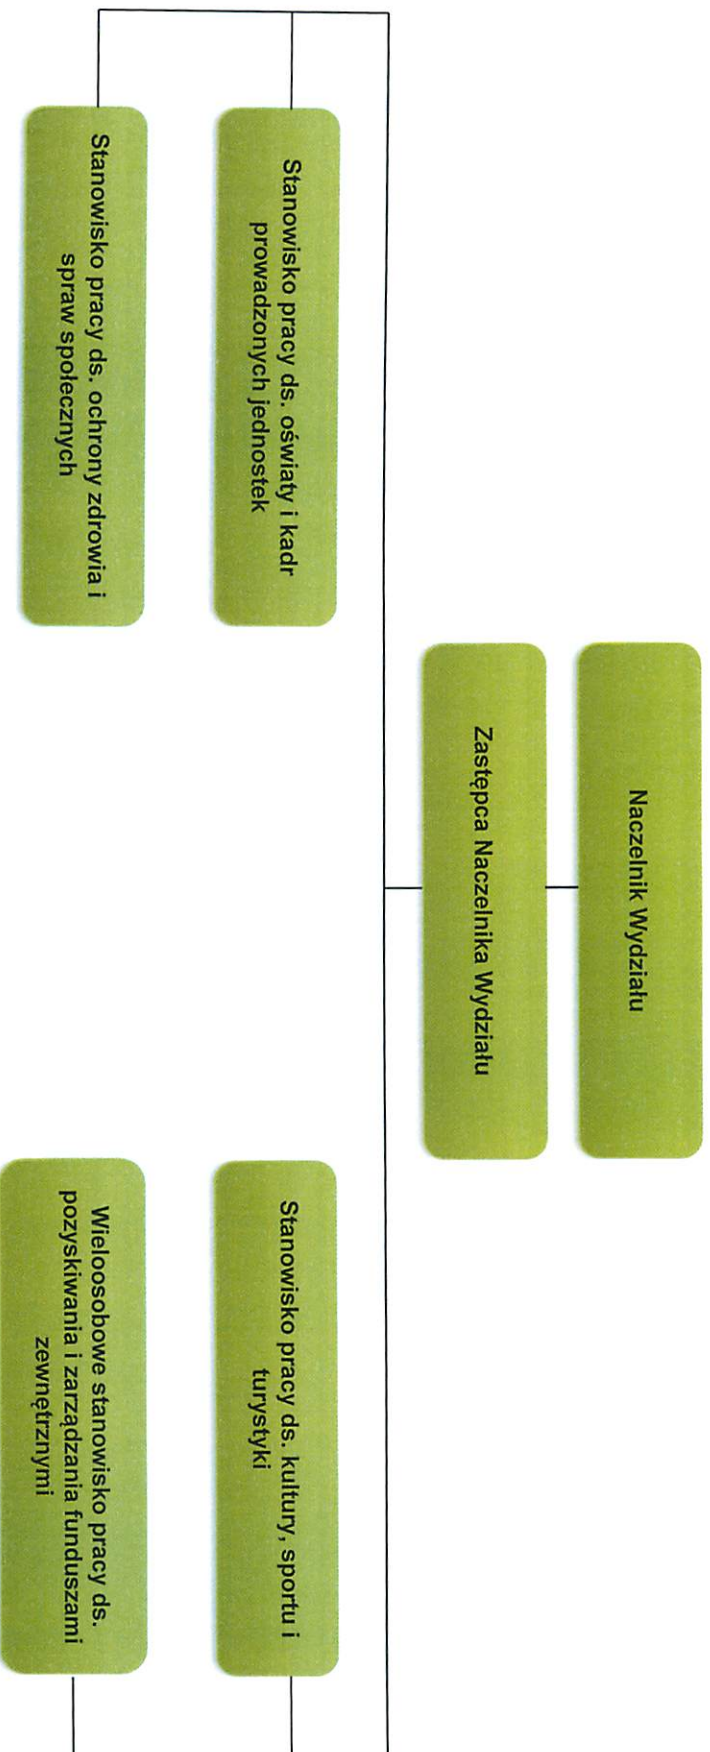 Naczelnik Wydziału
Zastępca Naczelnika Wydziału
Stanowisko pracy ds. oświaty i kadr
prowadzonych jednostek
Stanowisko pracy ds. kultury, sportu i
turystyki
Stanowisko pracy ds. ochrony zdrowia i
spraw społecznych
Wieloosobowe stanowisko pracy ds.
pozyskiwania i zarządzania funduszami
zewnętrznymi